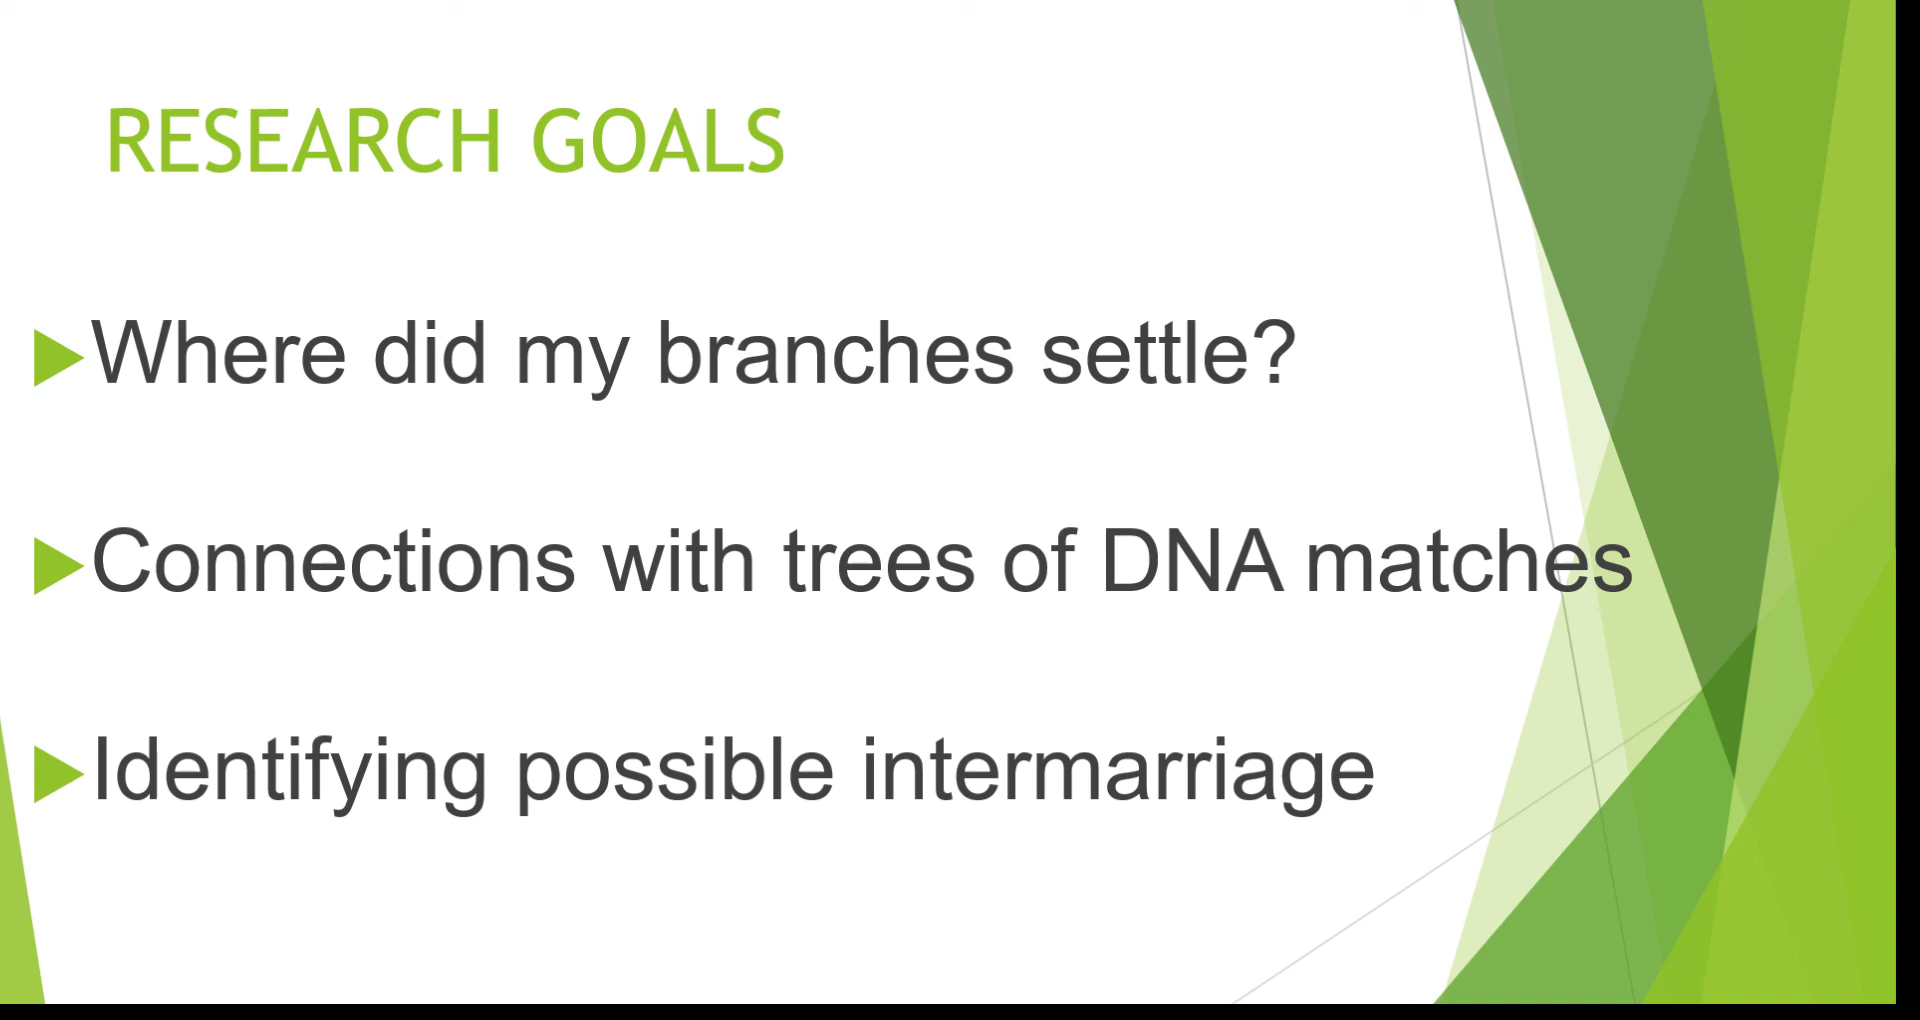 RESEARCH GOALS
Where did my branches settle?
Connections with trees of DNA matches
Identifying possible intermarriage